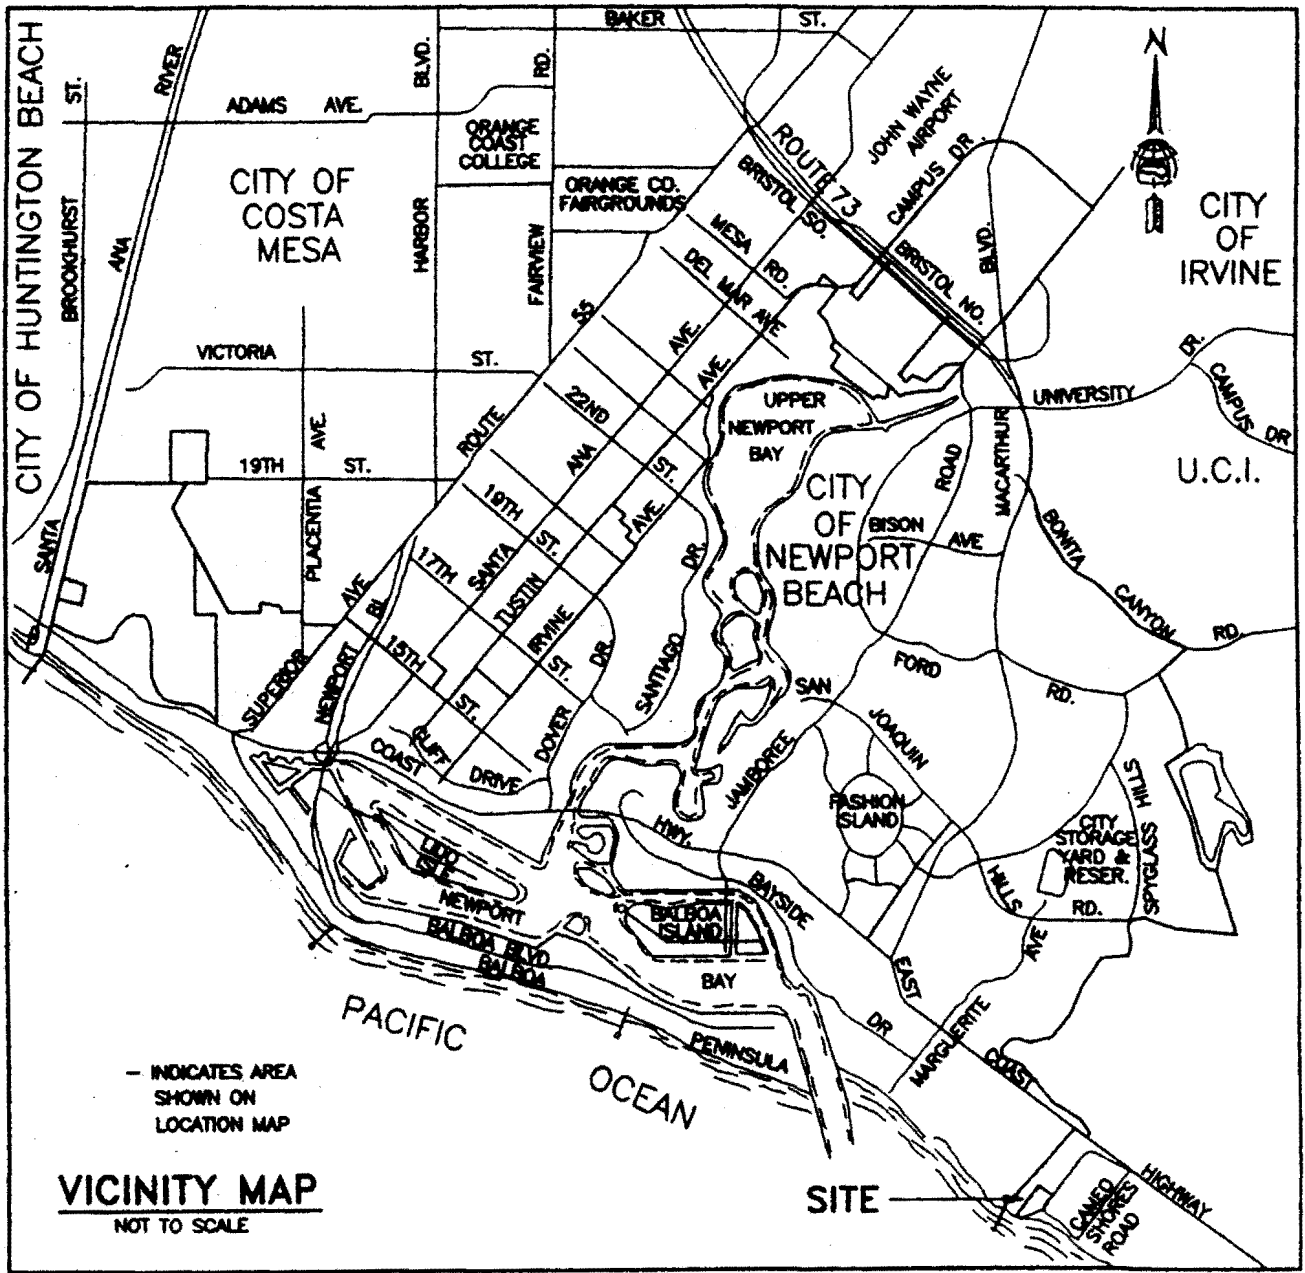 CITY OF HUNTINGTON BEACH
BROOKHURST ST.
SANTA ANA RIVER
ADAMS AVE.
HARBOR BLVD.
FAIRVIEW RD.
BAKER ST.
ORANGE
COAST
COLLEGE
ORANGE CO.
FAIRGROUNDS
CITY OF
COSTA
MESA
ROUTE 73
BRISTOL SO.
BRISTOL NO.
JOHN WAYNE
AIRPORT
CAMPUS DR.
N
CITY
OF
IRVINE
MESA RD.
DEL MAR AVE
VICTORIA ST.
ROUTE 55
22ND ST.
SANTA ANA AVE.
IRVINE AVE.
AVE.
TUSTIN
UPPER
NEWPORT
BAY
UNIVERSITY DR.
CAMPUS DR
U.C.I.
MACARTHUR BLVD.
19TH ST.
PLACENTIA AVE.
19TH ST.
17TH ST.
15TH ST.
SUPERIOR AVE
NEWPORT BL
CITY
OF
NEWPORT
BEACH
BISON AVE
BONITA CANYON RD.
FORD RD.
JAMBOREE ROAD
SANTIAGO DR.
DOVER DR.
CLIFF DRIVE
SAN JOAQUIN HILLS RD.
FASHION
ISLAND
CITY
STORAGE
YARD &
RESER.
SPYGLASS HILLS
COAST HWY.
LIDO
ISLE
NEWPORT
BAY
BALBOA BLVD
BALBOA PENINSULA
BALBOA
ISLAND
BAYSIDE DR
MARGUERITE AVE
EAST COAST HIGHWAY
PACIFIC
OCEAN
CAMEO
SHORES
ROAD
SITE
— INDICATES AREA
SHOWN ON
LOCATION MAP
VICINITY MAP
NOT TO SCALE